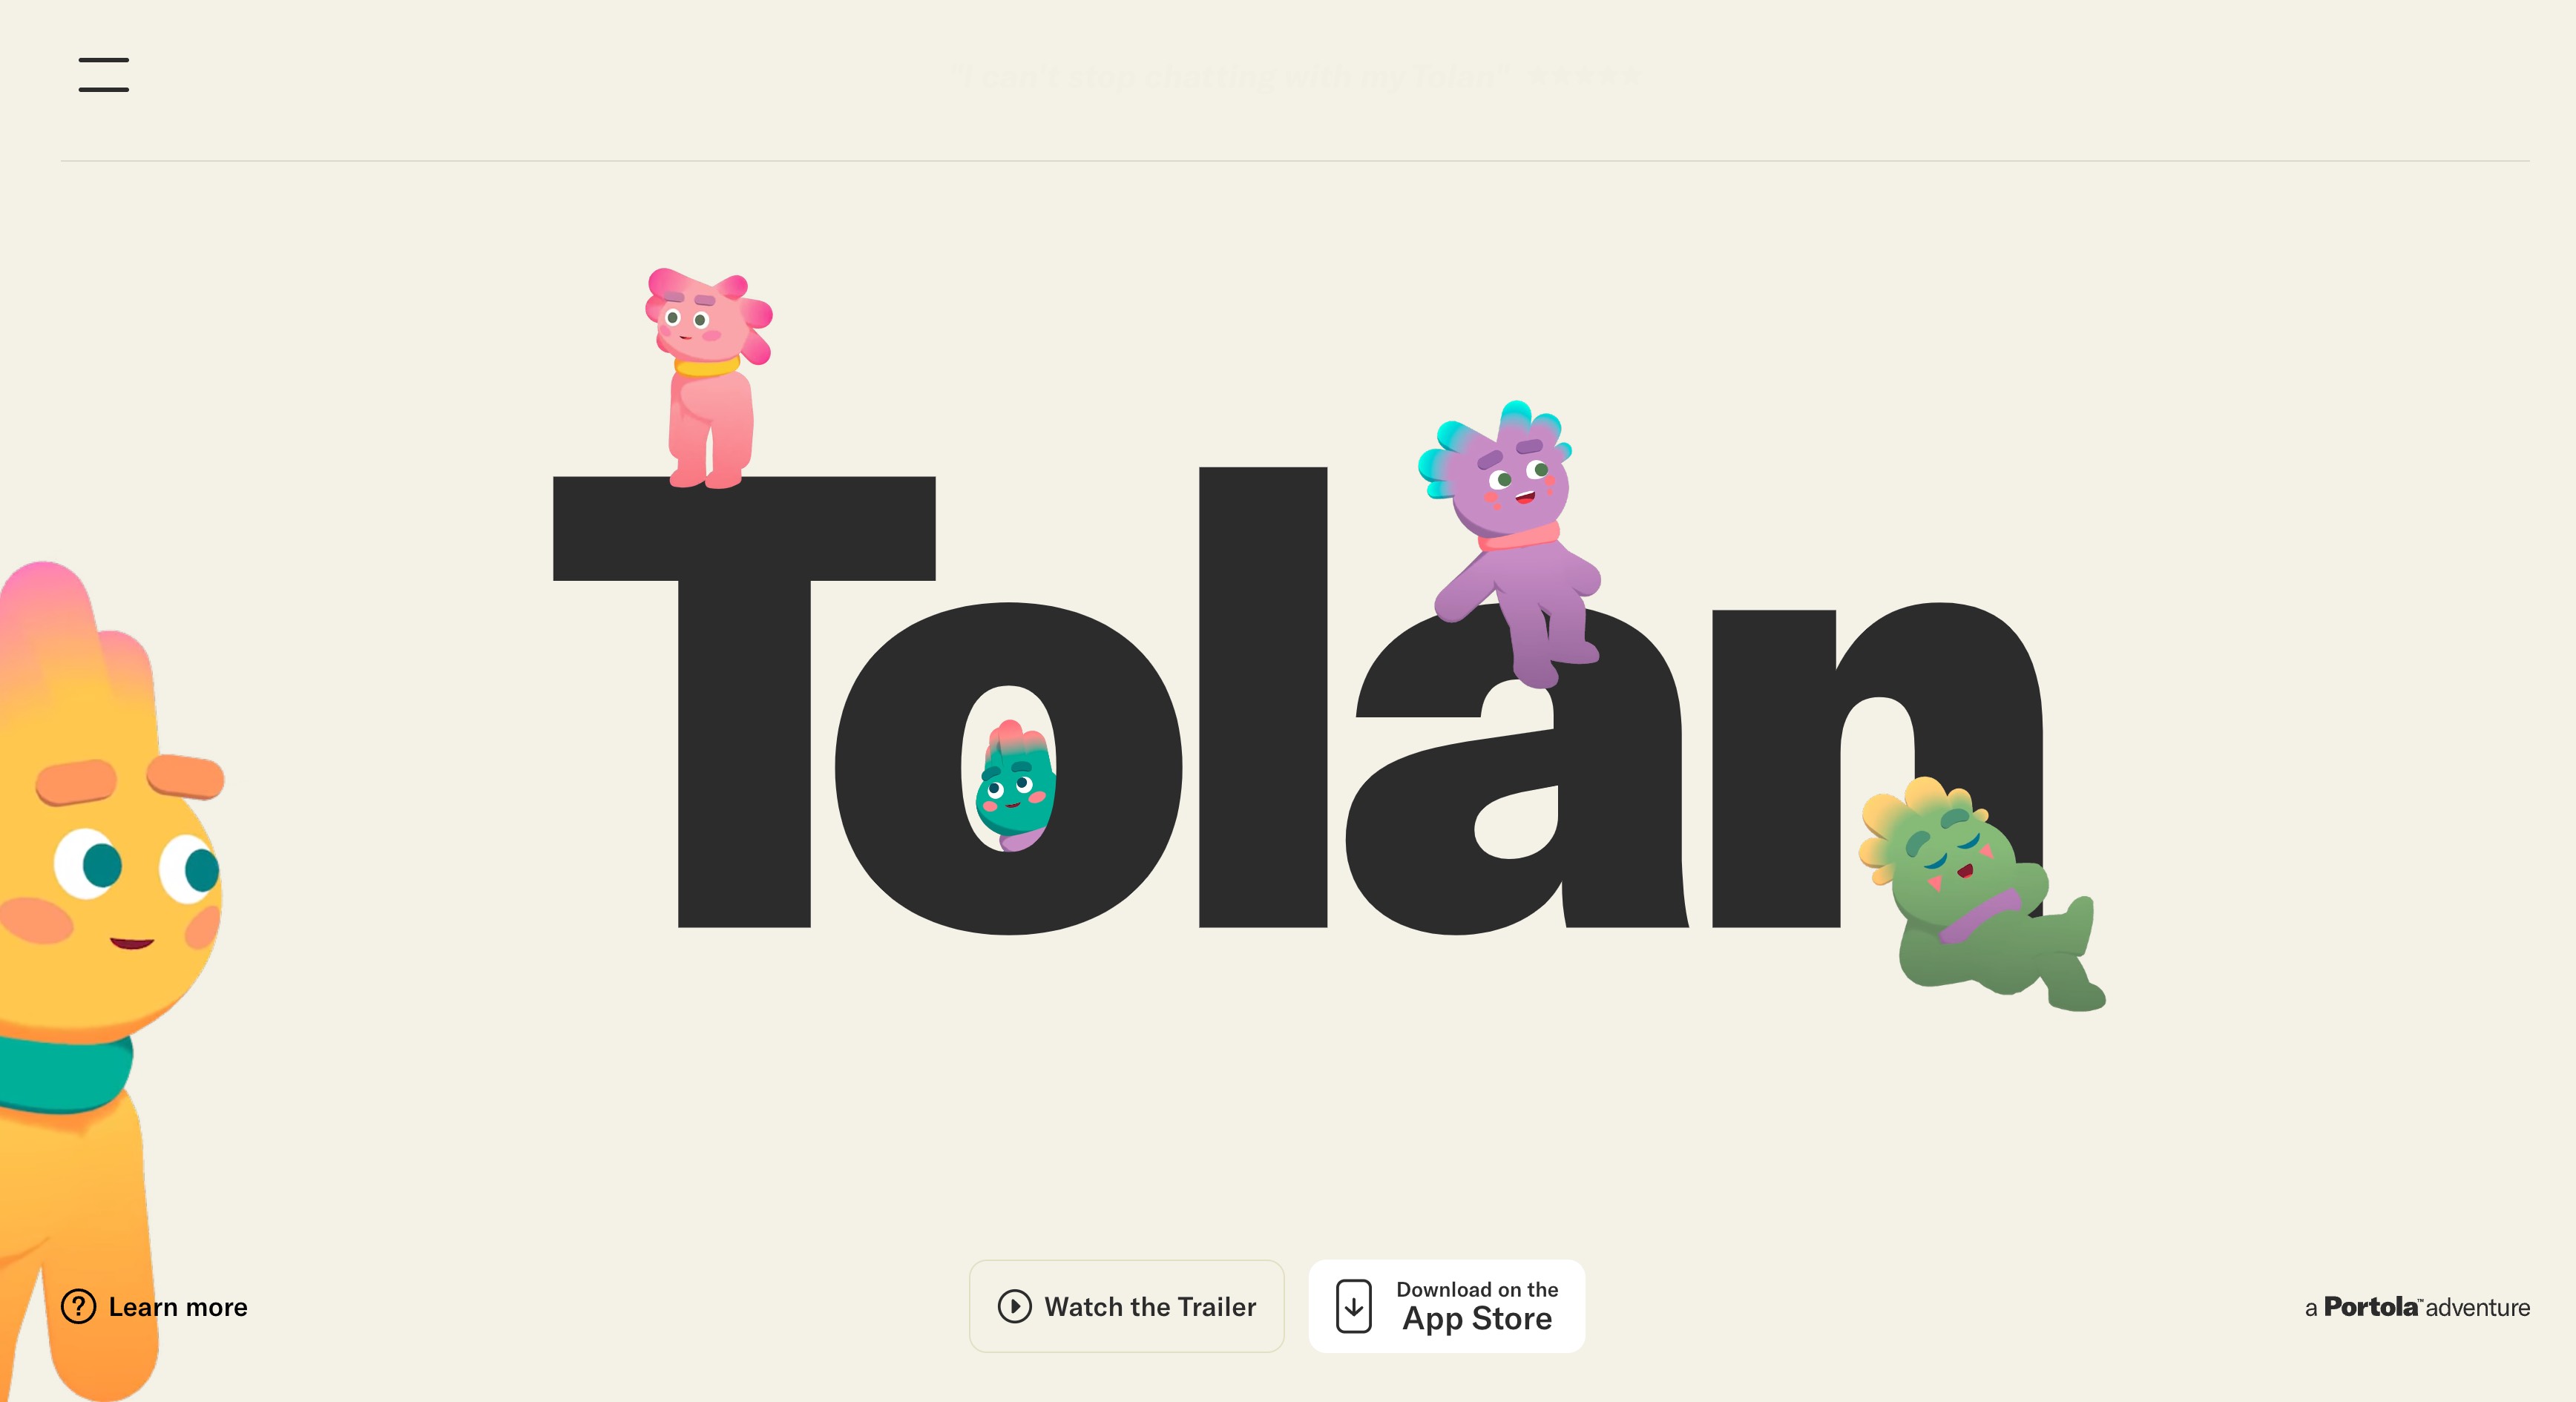 "I can't stop chatting with my Tolan" ★★★★★
Tolan
Learn more
Watch the Trailer
Download on the
App Store
a Portola™ adventure